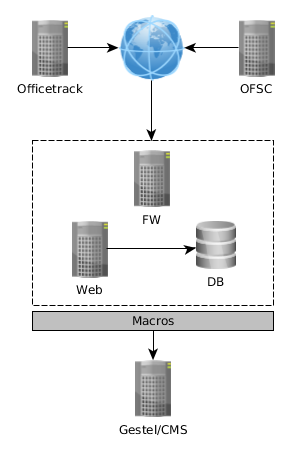 Officetrack
OFSC
FW
Web
DB
Macros
Gestel/CMS